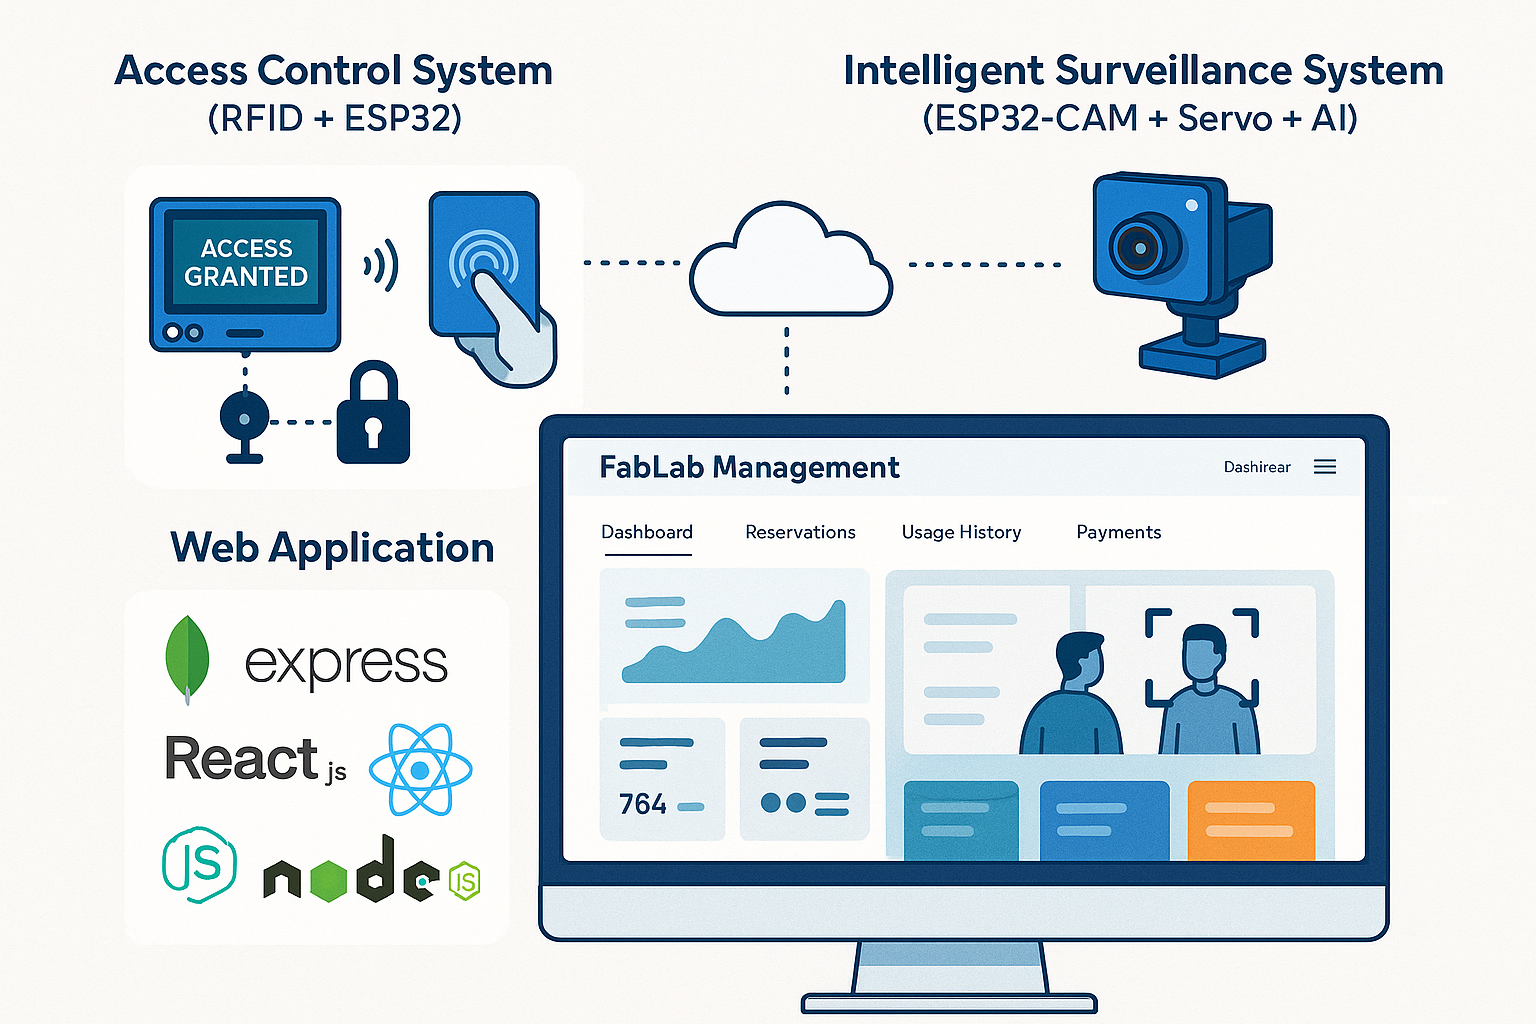 Access Control System
(RFID + ESP32)
Intelligent Surveillance System
(ESP32-CAM + Servo + AI)
ACCESS
GRANTED
FabLab Management
Dashirear
Dashboard
Reservations
Usage History
Payments
764
Web Application
express
React js
JS
node JS